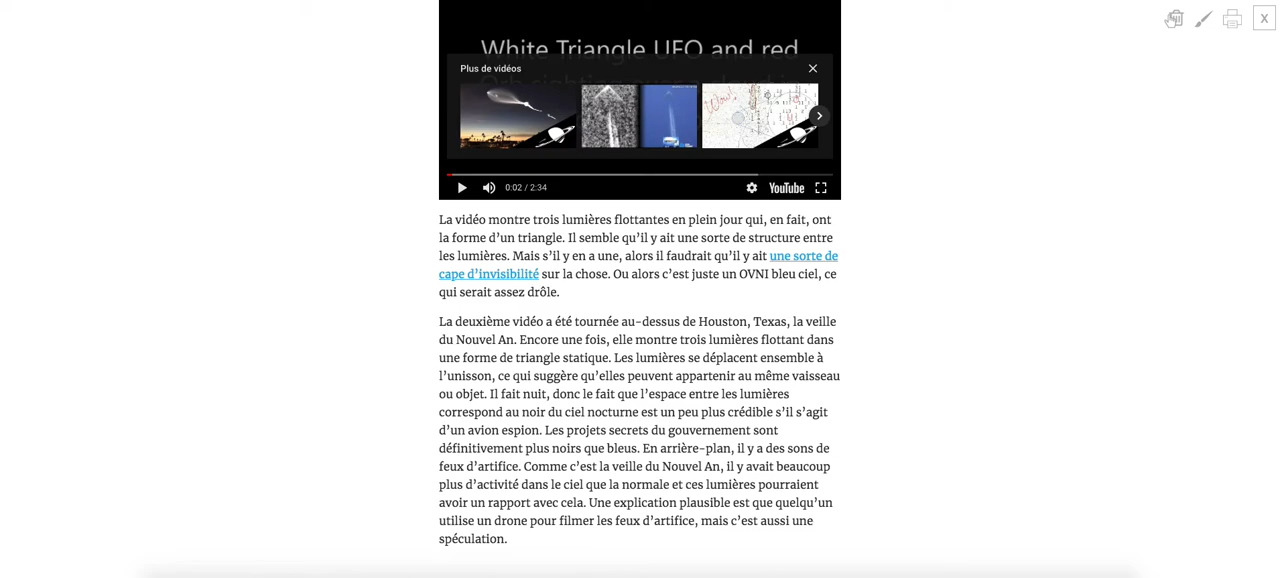 White Triangle UFO and red
Plus de vidéos
0:02 / 2:34
YouTube
X
La vidéo montre trois lumières flottantes en plein jour qui, en fait, ont
la forme d’un triangle. Il semble qu’il y ait une sorte de structure entre
les lumières. Mais s’il y en a une, alors il faudrait qu’il y ait une sorte de
cape d’invisibilité sur la chose. Ou alors c’est juste un OVNI bleu ciel, ce
qui serait assez drôle.
La deuxième vidéo a été tournée au-dessus de Houston, Texas, la veille
du Nouvel An. Encore une fois, elle montre trois lumières flottant dans
une forme de triangle statique. Les lumières se déplacent ensemble à
l’unisson, ce qui suggère qu’elles peuvent appartenir au même vaisseau
ou objet. Il fait nuit, donc le fait que l’espace entre les lumières
correspond au noir du ciel nocturne est un peu plus crédible s’il s’agit
d’un avion espion. Les projets secrets du gouvernement sont
définitivement plus noirs que bleus. En arrière-plan, il y a des sons de
feux d’artifice. Comme c’est la veille du Nouvel An, il y avait beaucoup
plus d’activité dans le ciel que la normale et ces lumières pourraient
avoir un rapport avec cela. Une explication plausible est que quelqu’un
utilise un drone pour filmer les feux d’artifice, mais c’est aussi une
spéculation.